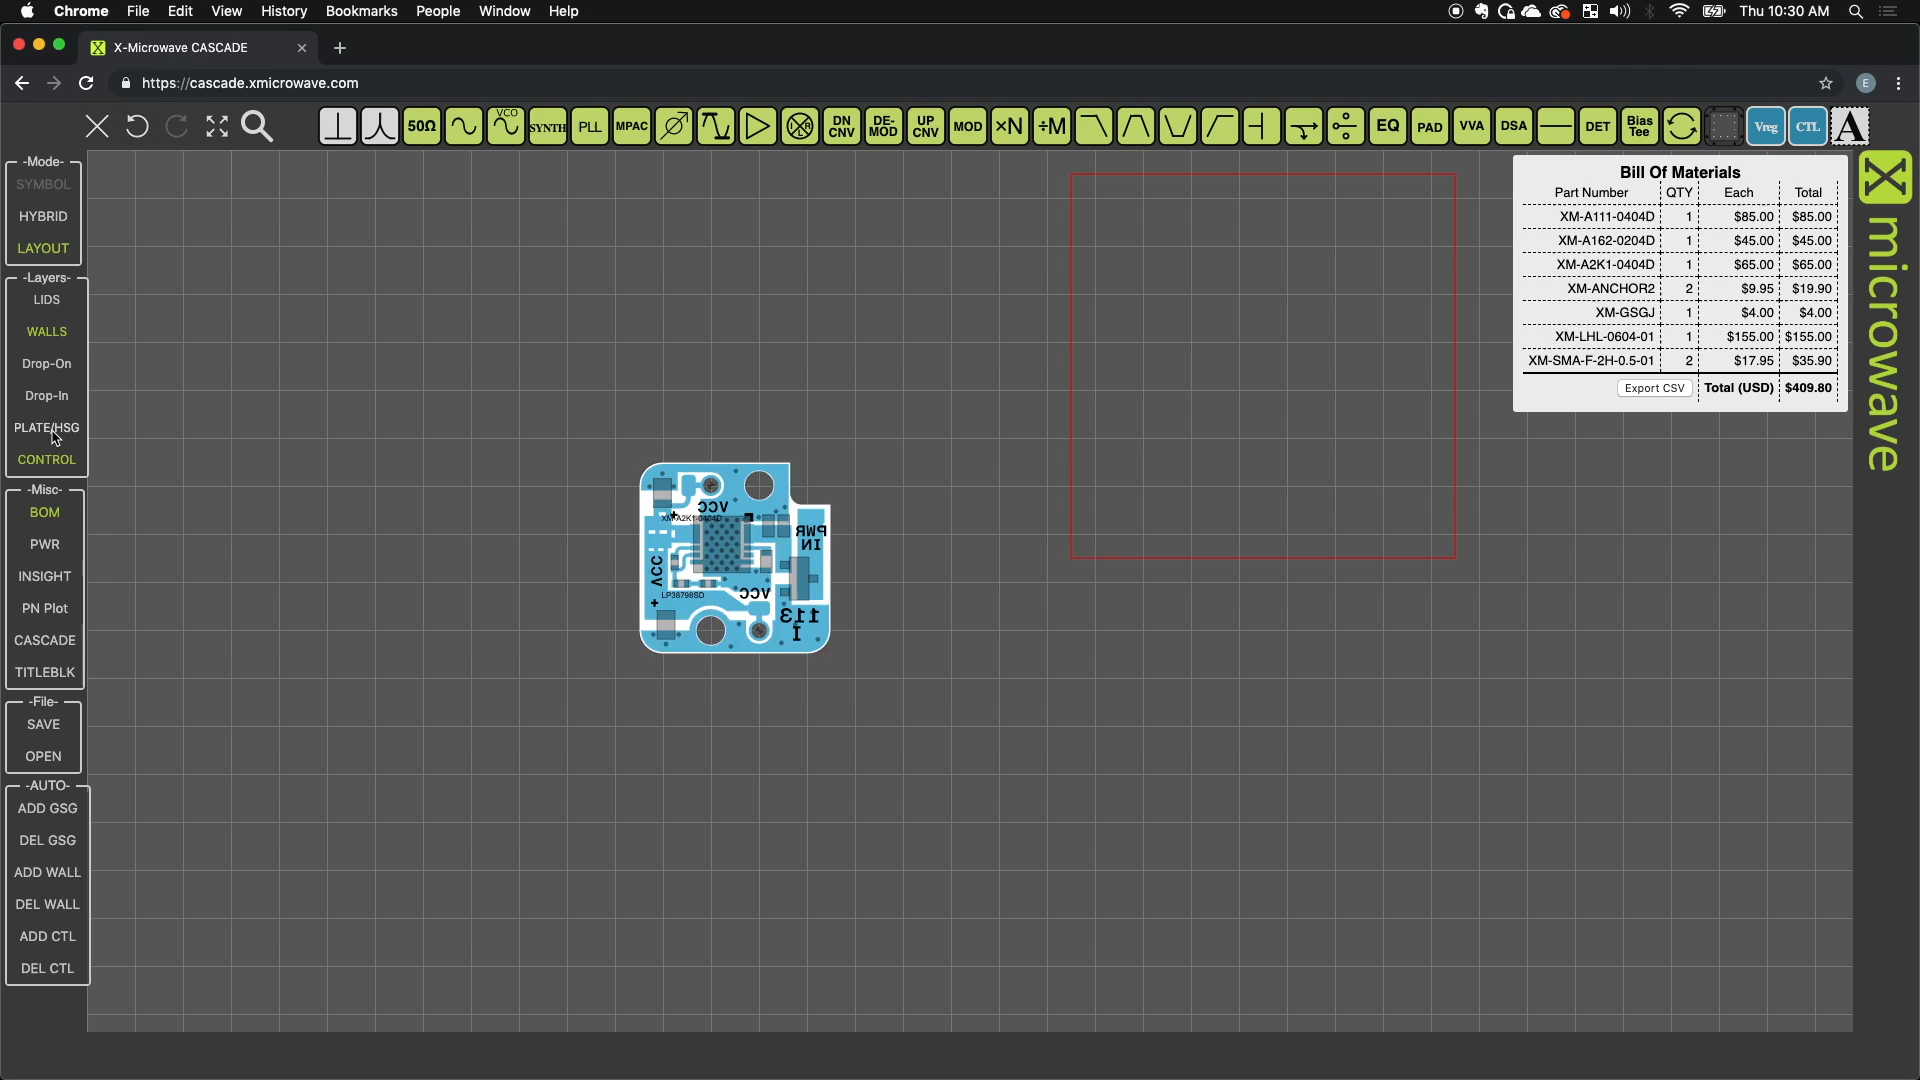 Chrome File Edit View History Bookmarks People Window Help
Thu 10:30 AM
X-Microwave CASCADE
https://cascade.xmicrowave.com
E
50Ω
VCO
SYNTH
PLL
MPAC
DN CNV
DE-MOD
UP CNV
MOD
×N
÷M
EQ
PAD
VVA
DSA
DET
Bias Tee
Vreg
CTL
A
-Mode-
SYMBOL
HYBRID
LAYOUT
-Layers-
LIDS
WALLS
Drop-On
Drop-In
PLATE/HSG
CONTROL
-Misc-
BOM
PWR
INSIGHT
PN Plot
CASCADE
TITLEBLK
-File-
SAVE
OPEN
-AUTO-
ADD GSG
DEL GSG
ADD WALL
DEL WALL
ADD CTL
DEL CTL
VCC
XM-A2K1-0404D
PWR
IN
VCC
LP38798SD
VCC
113
I
Bill Of Materials
Part Number QTY Each Total
XM-A111-0404D 1 $85.00 $85.00
XM-A162-0204D 1 $45.00 $45.00
XM-A2K1-0404D 1 $65.00 $65.00
XM-ANCHOR2 2 $9.95 $19.90
XM-GSGJ 1 $4.00 $4.00
XM-LHL-0604-01 1 $155.00 $155.00
XM-SMA-F-2H-0.5-01 2 $17.95 $35.90
Export CSV Total (USD) $409.80
X microwave